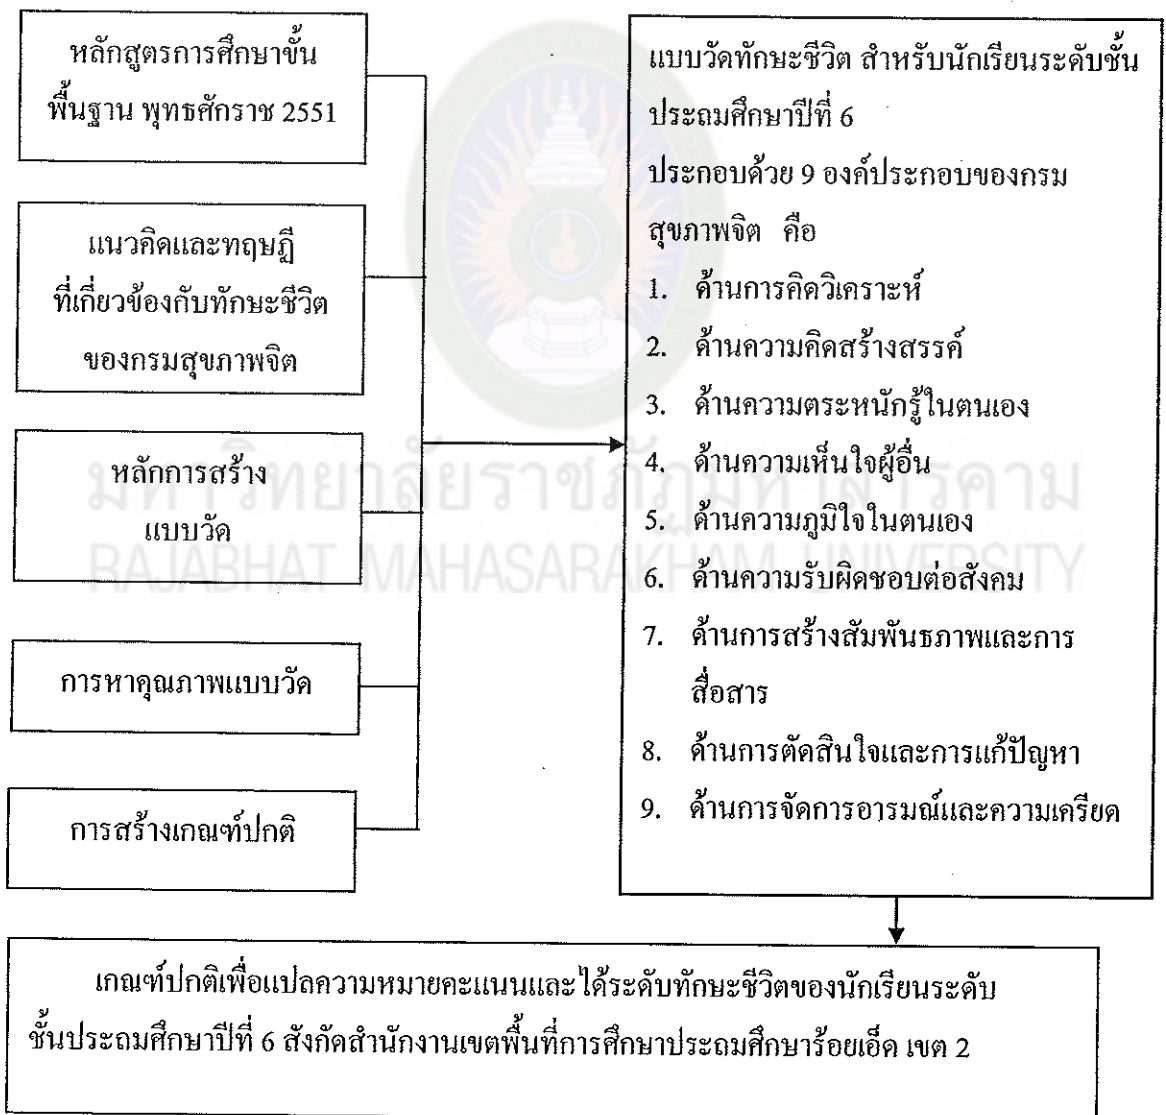 หลักสูตรการศึกษาขั้น
พื้นฐาน พุทธศักราช 2551
แนวคิดและทฤษฎี
ที่เกี่ยวข้องกับทักษะชีวิต
ของกรมสุขภาพจิต
หลักการสร้าง
แบบวัด
การหาคุณภาพแบบวัด
การสร้างเกณฑ์ปกติ
แบบวัดทักษะชีวิต สำหรับนักเรียนระดับชั้น
ประถมศึกษาปีที่ 6
ประกอบด้วย 9 องค์ประกอบของกรม
สุขภาพจิต คือ
1. ด้านการคิดวิเคราะห์
2. ด้านความคิดสร้างสรรค์
3. ด้านความตระหนักรู้ในตนเอง
4. ด้านความเห็นใจผู้อื่น
5. ด้านความภูมิใจในตนเอง
6. ด้านความรับผิดชอบต่อสังคม
7. ด้านการสร้างสัมพันธภาพและการ
สื่อสาร
8. ด้านการตัดสินใจและการแก้ปัญหา
9. ด้านการจัดการอารมณ์และความเครียด
เกณฑ์ปกติเพื่อแปลความหมายคะแนนและได้ระดับทักษะชีวิตของนักเรียนระดับ
ชั้นประถมศึกษาปีที่ 6 สังกัดสำนักงานเขตพื้นที่การศึกษาประถมศึกษาร้อยเอ็ด เขต 2
มหาวิทยาลัยราชภัฏมหาสารคาม
RAJABHAT MAHASARAKHAM UNIVERSITY